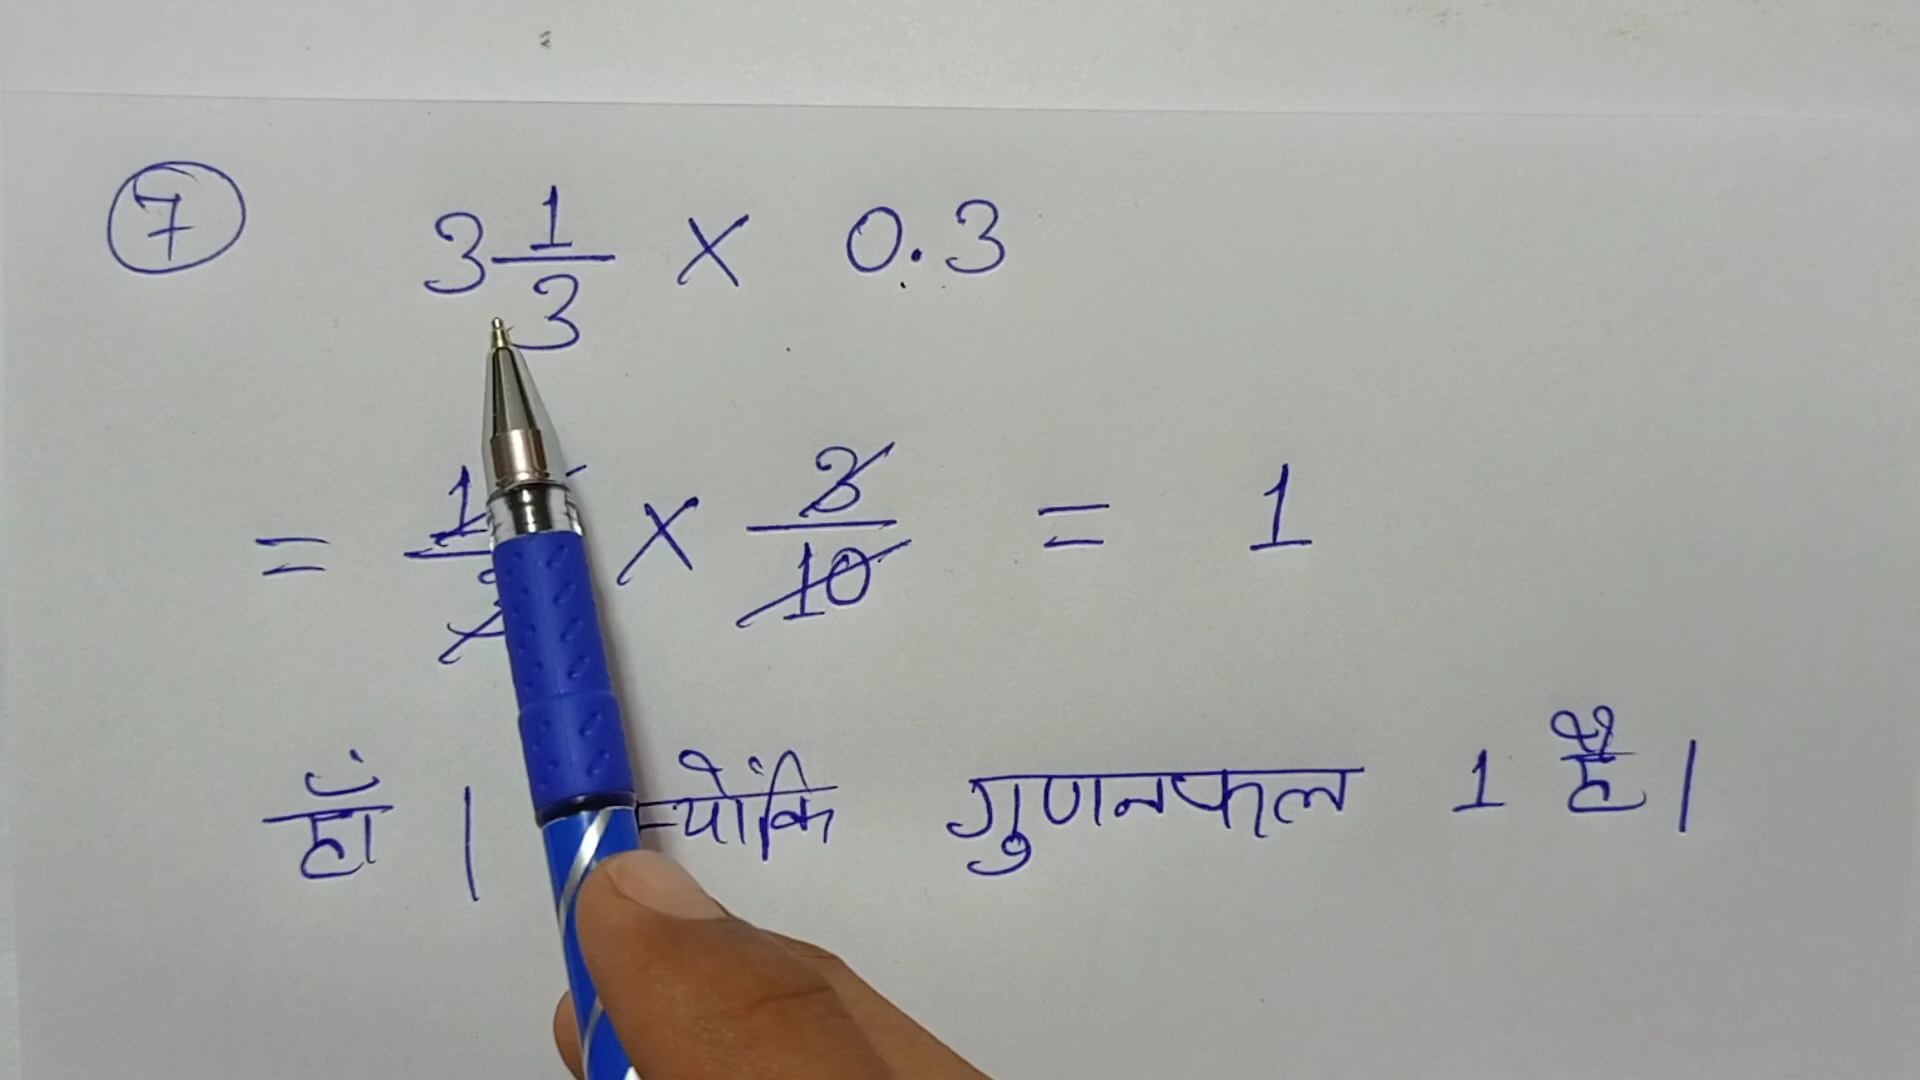 7 3 1/3 × 0.3
= 1 × 3/10 = 1
हाँ । क्योंकि गुणनफल 1 है ।